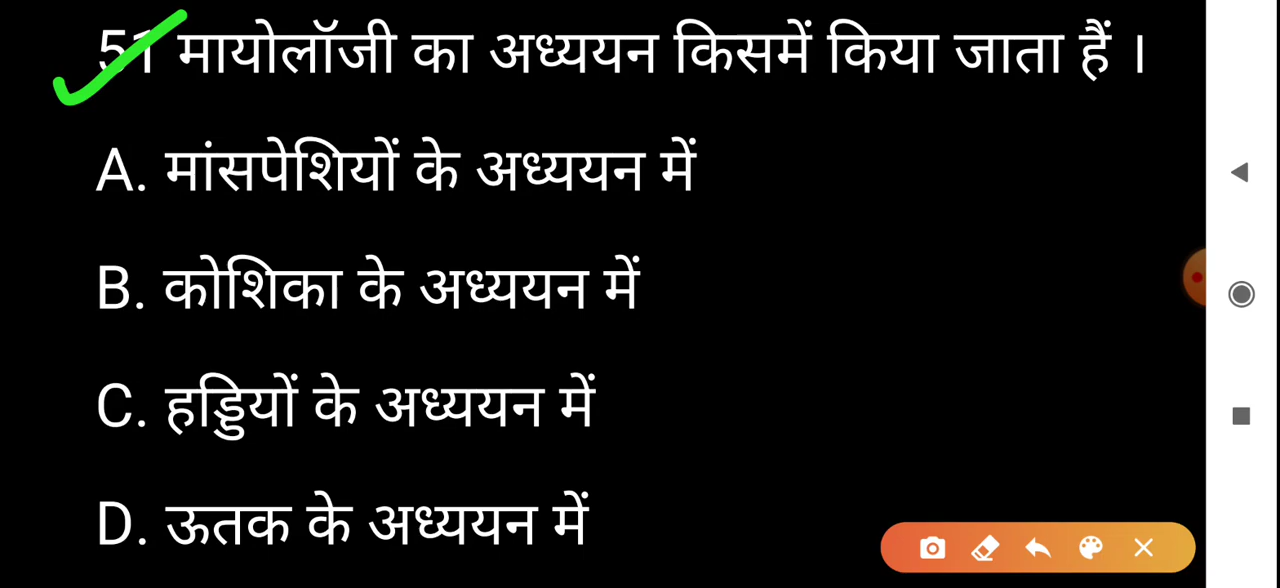 51 मायोलॉजी का अध्ययन किसमें किया जाता हैं ।
A. मांसपेशियों के अध्ययन में
B. कोशिका के अध्ययन में
C. हड्डियों के अध्ययन में
D. ऊतक के अध्ययन में